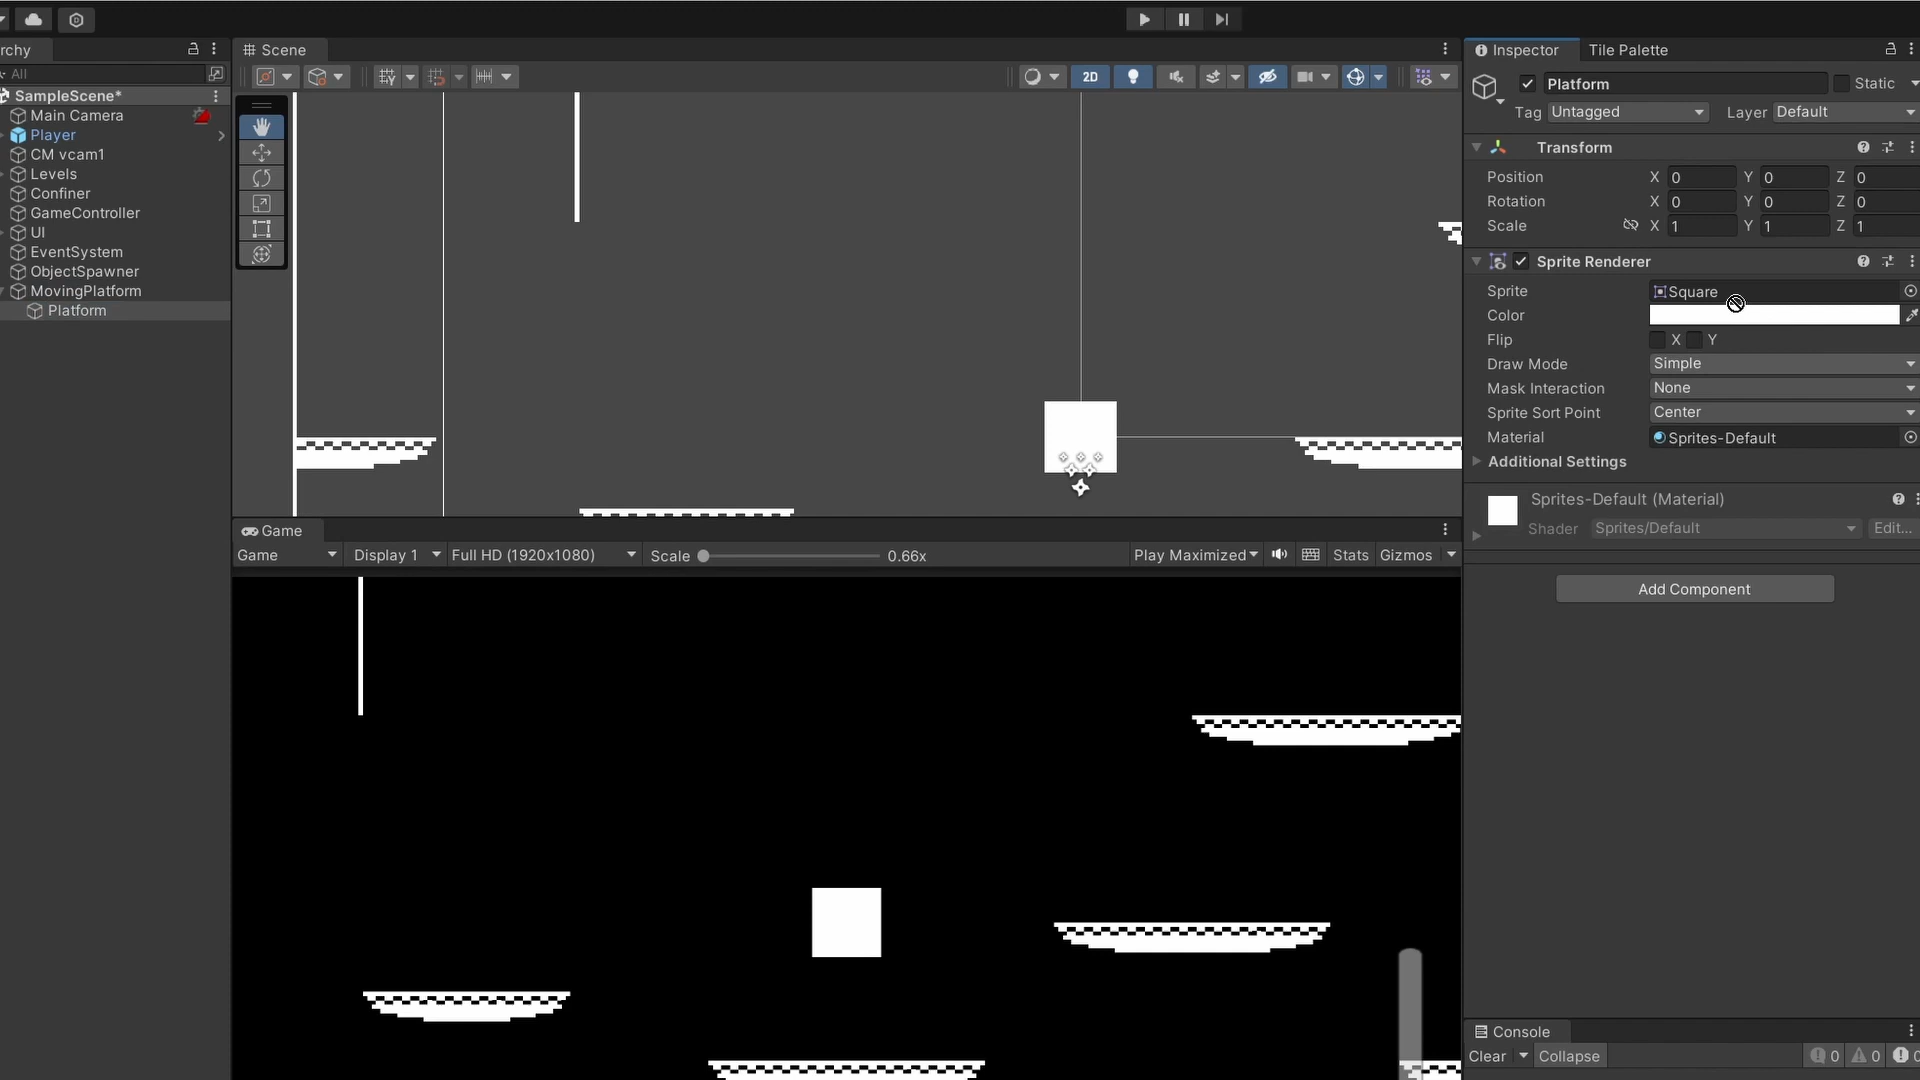 rchy
All
SampleScene*
Main Camera
Player
CM vcam1
Levels
Confiner
GameController
UI
EventSystem
ObjectSpawner
MovingPlatform
Platform
Scene
2D
Game
Game Display 1 Full HD (1920x1080) Scale 0.66x Play Maximized Stats Gizmos
Inspector Tile Palette
Platform Static
Tag Untagged Layer Default
Transform
Position X 0 Y 0 Z 0
Rotation X 0 Y 0 Z 0
Scale X 1 Y 1 Z 1
Sprite Renderer
Sprite Square
Color
Flip X Y
Draw Mode Simple
Mask Interaction None
Sprite Sort Point Center
Material Sprites-Default
Additional Settings
Sprites-Default (Material)
Shader Sprites/Default Edit...
Add Component
Console
Clear Collapse 0 0 0